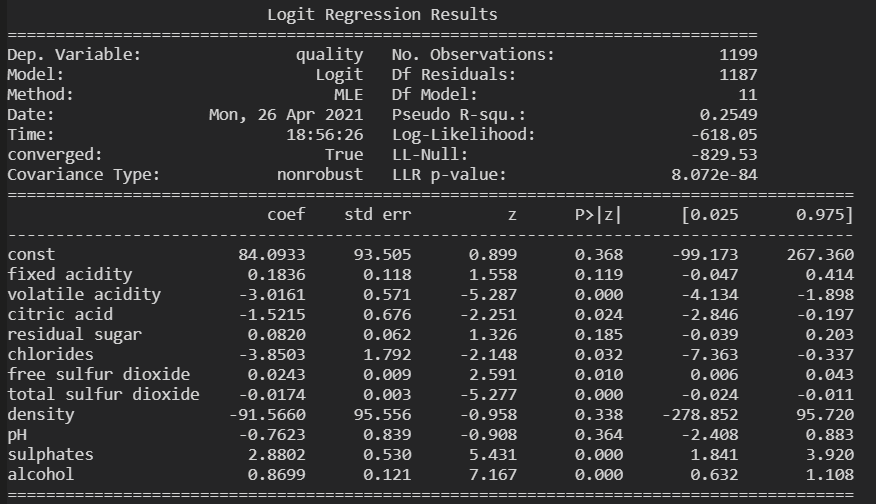 Logit Regression Results
==============================================================================
Dep. Variable:                quality   No. Observations:                 1199
Model:                          Logit   Df Residuals:                     1187
Method:                           MLE   Df Model:                           11
Date:                Mon, 26 Apr 2021   Pseudo R-squ.:                  0.2549
Time:                        18:56:26   Log-Likelihood:                -618.05
converged:                       True   LL-Null:                       -829.53
Covariance Type:            nonrobust   LLR p-value:                 8.072e-84
========================================================================================
                           coef    std err          z      P>|z|      [0.025      0.975]
----------------------------------------------------------------------------------------
const                   84.0933     93.505      0.899      0.368     -99.173     267.360
fixed acidity            0.1836      0.118      1.558      0.119      -0.047       0.414
volatile acidity        -3.0161      0.571     -5.287      0.000      -4.134      -1.898
citric acid             -1.5215      0.676     -2.251      0.024      -2.846      -0.197
residual sugar           0.0820      0.062      1.326      0.185      -0.039       0.203
chlorides               -3.8503      1.792     -2.148      0.032      -7.363      -0.337
free sulfur dioxide      0.0243      0.009      2.591      0.010       0.006       0.043
total sulfur dioxide    -0.0174      0.003     -5.277      0.000      -0.024      -0.011
density                -91.5660     95.556     -0.958      0.338    -278.852      95.720
pH                      -0.7623      0.839     -0.908      0.364      -2.408       0.883
sulphates                2.8802      0.530      5.431      0.000       1.841       3.920
alcohol                  0.8699      0.121      7.167      0.000       0.632       1.108
========================================================================================